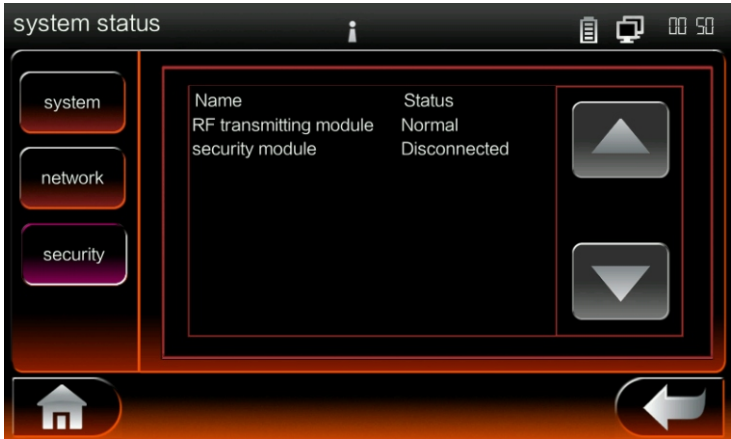 system status
00 50
system
network
security
Name Status
RF transmitting module Normal
security module Disconnected